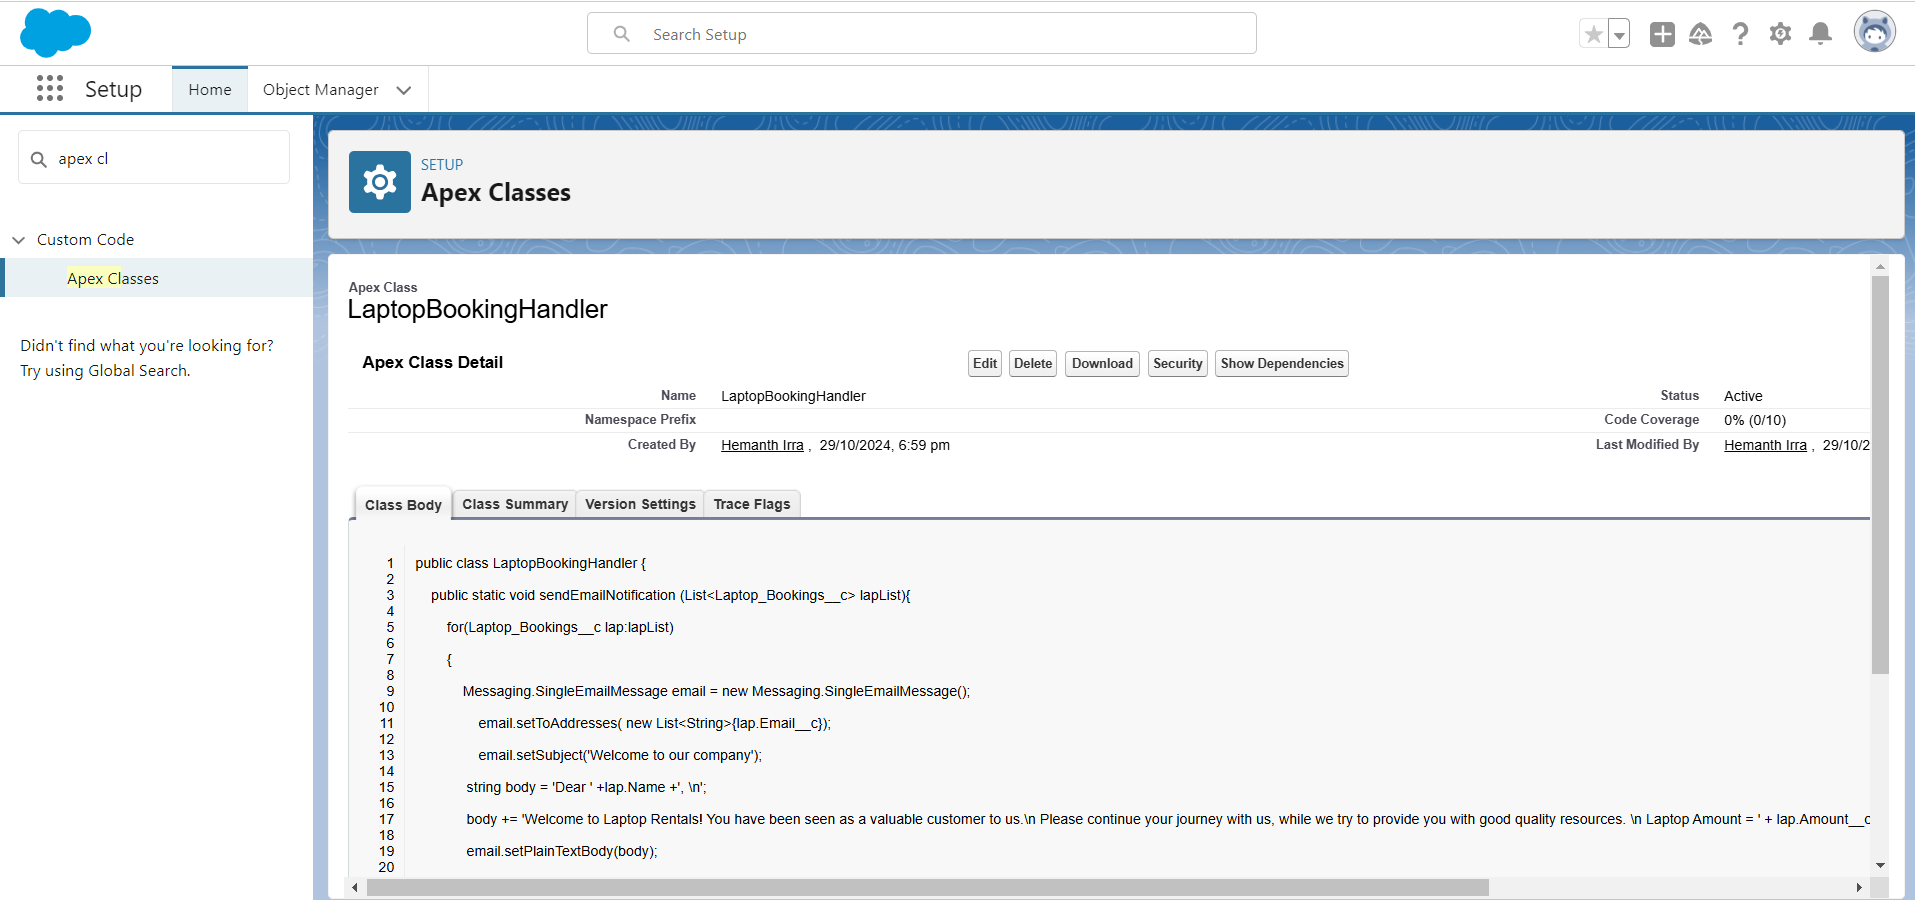 Search Setup
Setup
Home
Object Manager
apex cl
Custom Code
Apex Classes
Didn't find what you're looking for?
Try using Global Search.
SETUP
Apex Classes
Apex Class
LaptopBookingHandler
Apex Class Detail
Edit Delete Download Security Show Dependencies
Name LaptopBookingHandler Status Active
Namespace Prefix Code Coverage 0% (0/10)
Created By Hemanth Irra , 29/10/2024, 6:59 pm Last Modified By Hemanth Irra , 29/10/2
Class Body Class Summary Version Settings Trace Flags
1 public class LaptopBookingHandler {
2
3 public static void sendEmailNotification (List<Laptop_Bookings__c> lapList){
4
5 for(Laptop_Bookings__c lap:lapList)
6
7 {
8
9 Messaging.SingleEmailMessage email = new Messaging.SingleEmailMessage();
10
11 email.setToAddresses( new List<String>{lap.Email__c});
12
13 email.setSubject('Welcome to our company');
14
15 string body = 'Dear ' +lap.Name +', \n';
16
17 body += 'Welcome to Laptop Rentals! You have been seen as a valuable customer to us.\n Please continue your journey with us, while we try to provide you with good quality resources. \n Laptop Amount = ' + lap.Amount__c
18
19 email.setPlainTextBody(body);
20